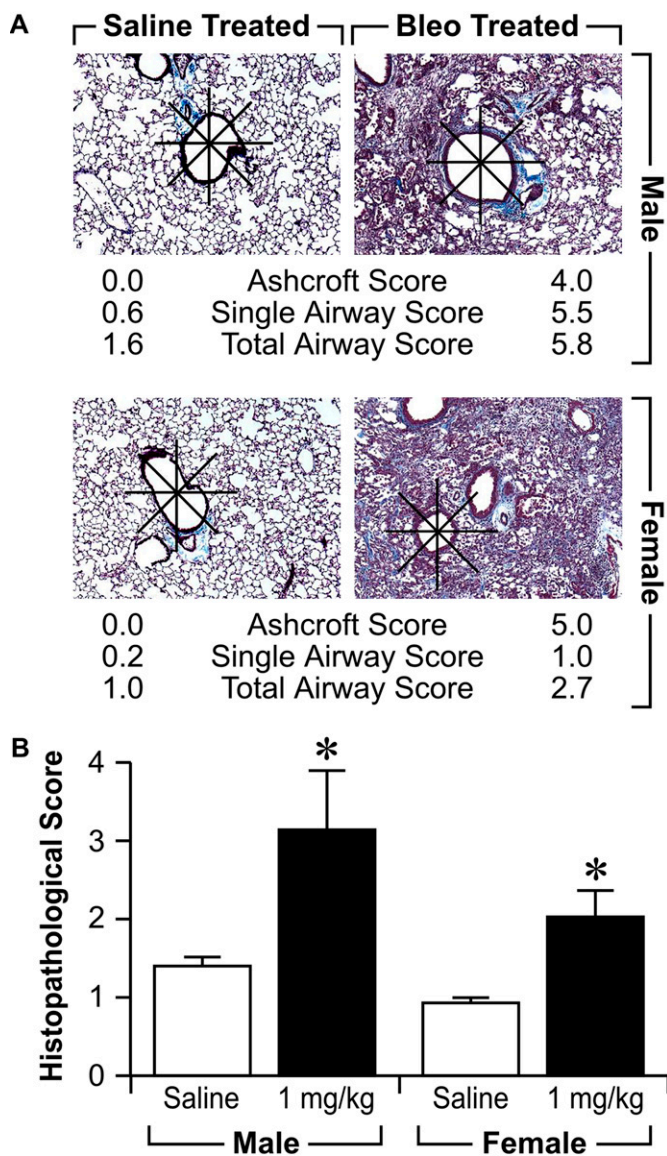 A
Saline Treated Bleo Treated
Male
0.0 Ashcroft Score 4.0
0.6 Single Airway Score 5.5
1.6 Total Airway Score 5.8
Female
0.0 Ashcroft Score 5.0
0.2 Single Airway Score 1.0
1.0 Total Airway Score 2.7
B
Histopathological Score
4
3
2
1
0
* *
Saline 1 mg/kg Saline 1 mg/kg
Male Female